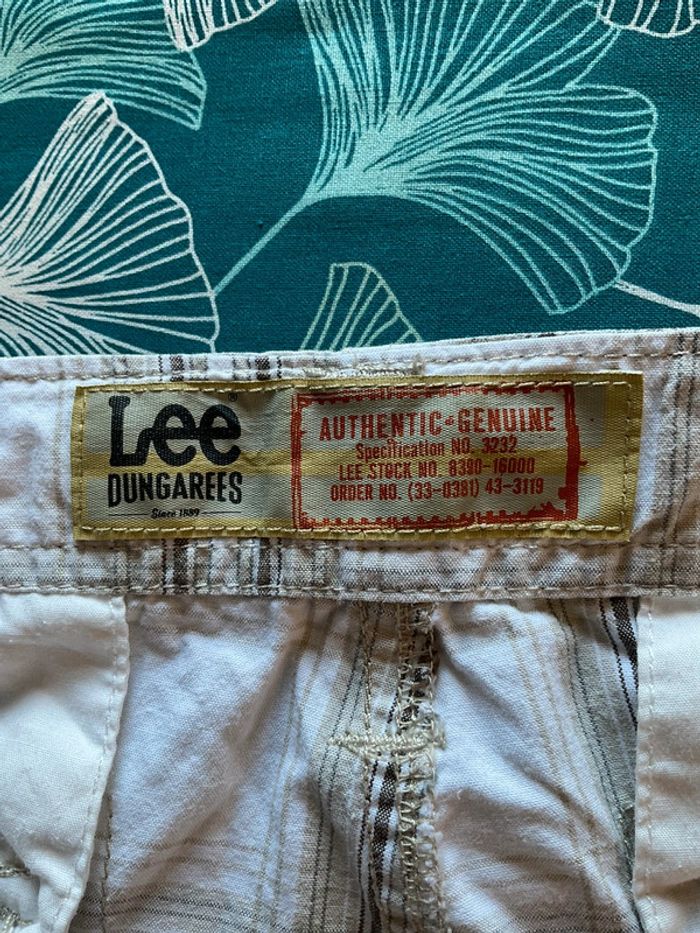 Lee®
DUNGAREES
Since 1889
AUTHENTIC-GENUINE
Specification NO. 3232
LEE STOCK NO. 8390-16000
ORDER NO. (33-0381) 43-3119